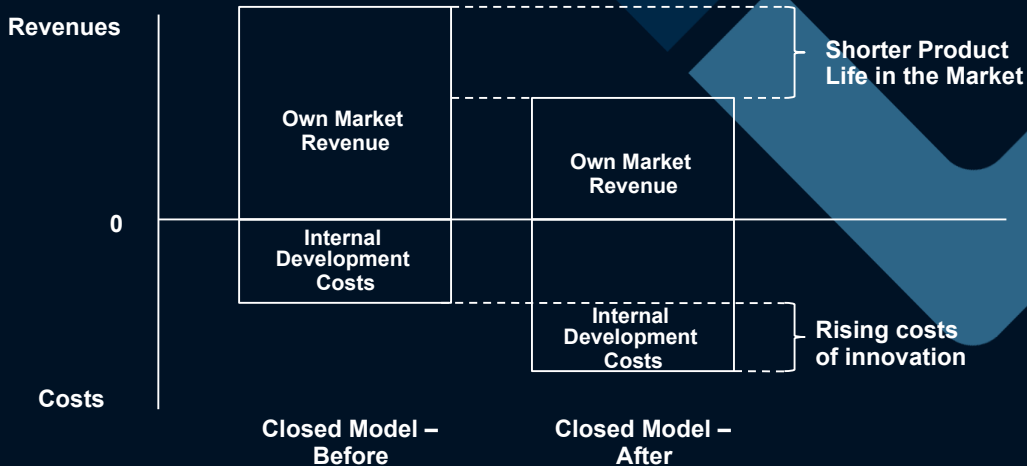 Revenues
Shorter Product
Life in the Market
Own Market
Revenue
Own Market
Revenue
0
Internal
Development
Costs
Internal
Development
Costs
Rising costs
of innovation
Costs
Closed Model –
Before
Closed Model –
After